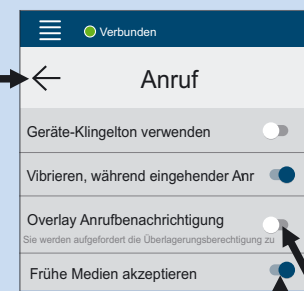 Verbunden
Anruf
Geräte-Klingelton verwenden
Vibrieren, während eingehender Anr
Overlay Anrufbenachrichtigung
Sie werden aufgefordert die Überlagerungsberechtigung zu
Frühe Medien akzeptieren